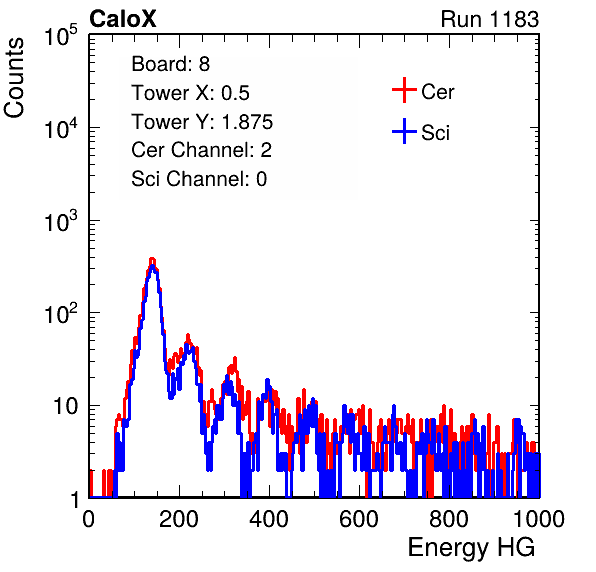 CaloX Run 1183
Counts
10^5
10^4
10^3
10^2
10
1
Board: 8
Tower X: 0.5
Tower Y: 1.875
Cer Channel: 2
Sci Channel: 0
Cer
Sci
0 200 400 600 800 1000
Energy HG